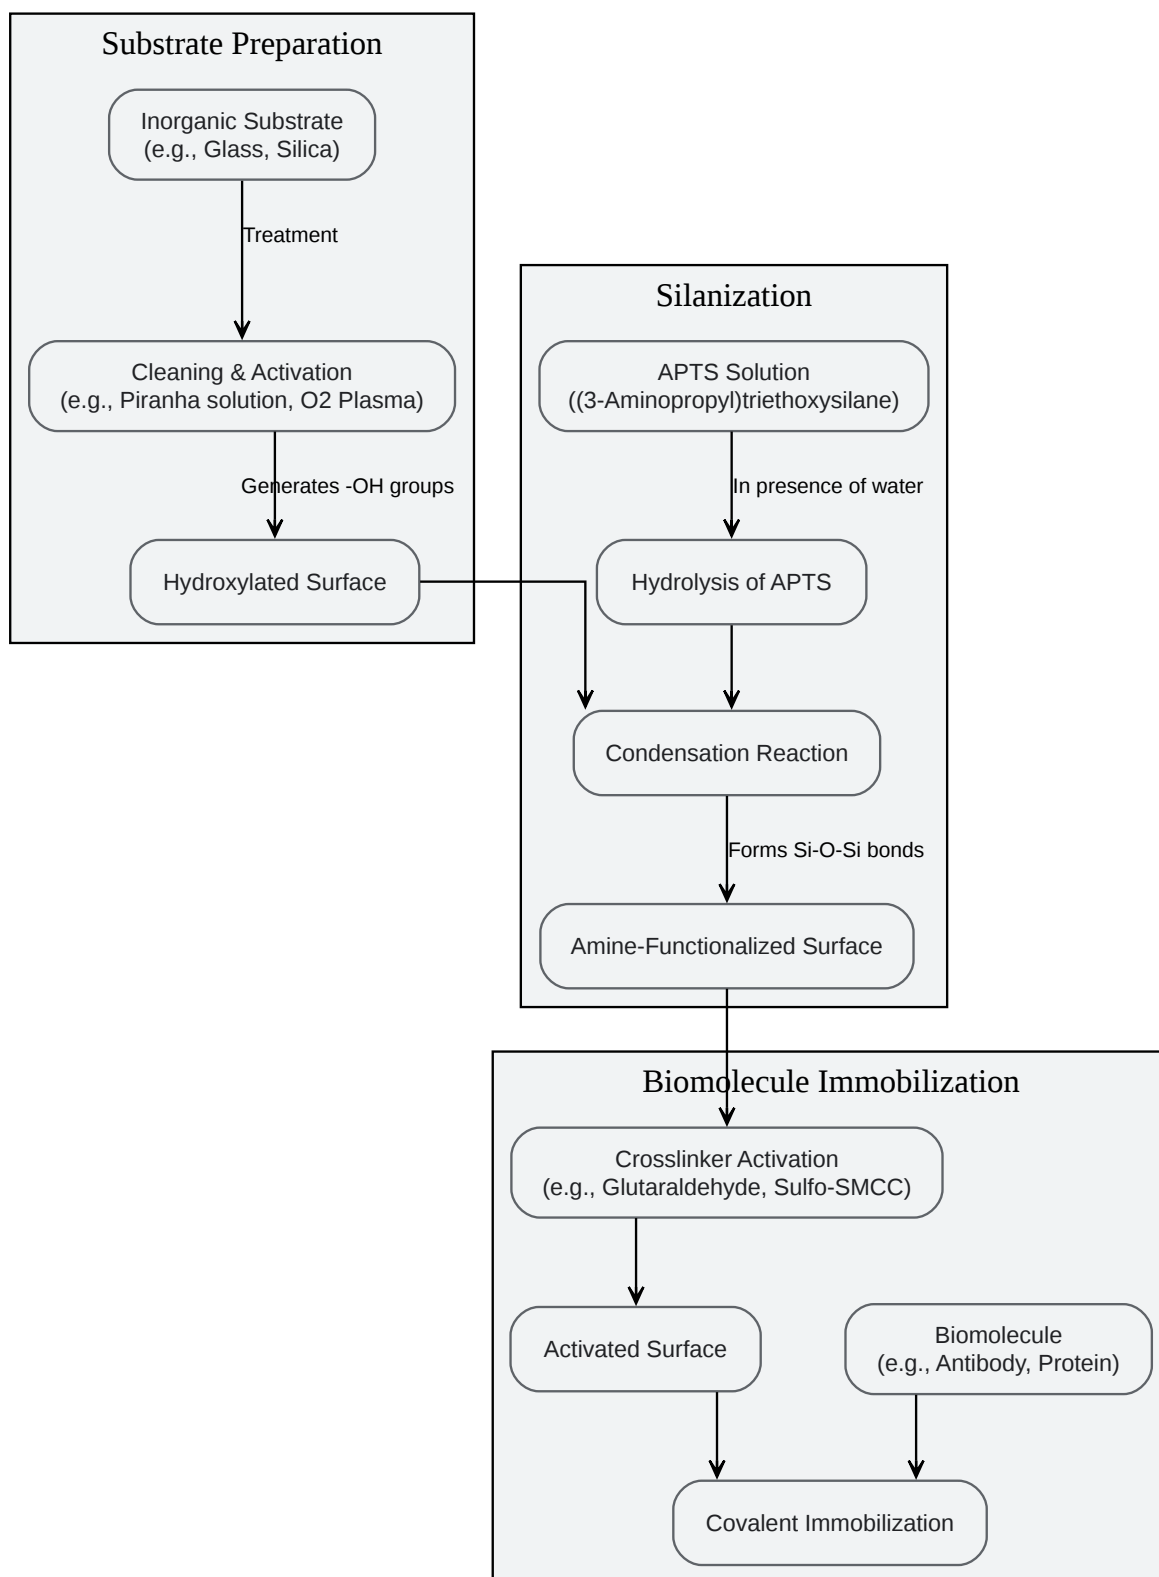 Substrate Preparation
Inorganic Substrate
(e.g., Glass, Silica)
Treatment
Cleaning & Activation
(e.g., Piranha solution, O2 Plasma)
Generates -OH groups
Hydroxylated Surface
Silanization
APTS Solution
((3-Aminopropyl)triethoxysilane)
In presence of water
Hydrolysis of APTS
Condensation Reaction
Forms Si-O-Si bonds
Amine-Functionalized Surface
Biomolecule Immobilization
Crosslinker Activation
(e.g., Glutaraldehyde, Sulfo-SMCC)
Activated Surface
Biomolecule
(e.g., Antibody, Protein)
Covalent Immobilization